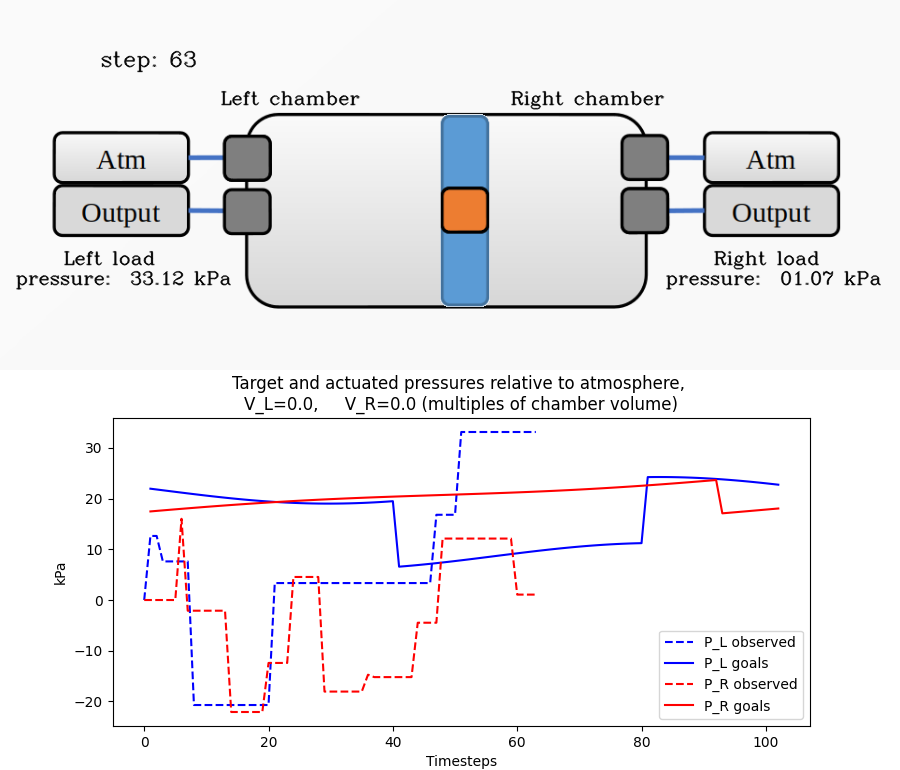 step: 63
Left chamber
Right chamber
Atm
Atm
Output
Output
Left load
pressure: 33.12 kPa
Right load
pressure: 01.07 kPa
Target and actuated pressures relative to atmosphere,
V_L=0.0, V_R=0.0 (multiples of chamber volume)
30
20
10
0
−10
−20
kPa
P_L observed
P_L goals
P_R observed
P_R goals
0
20
40
60
80
100
Timesteps